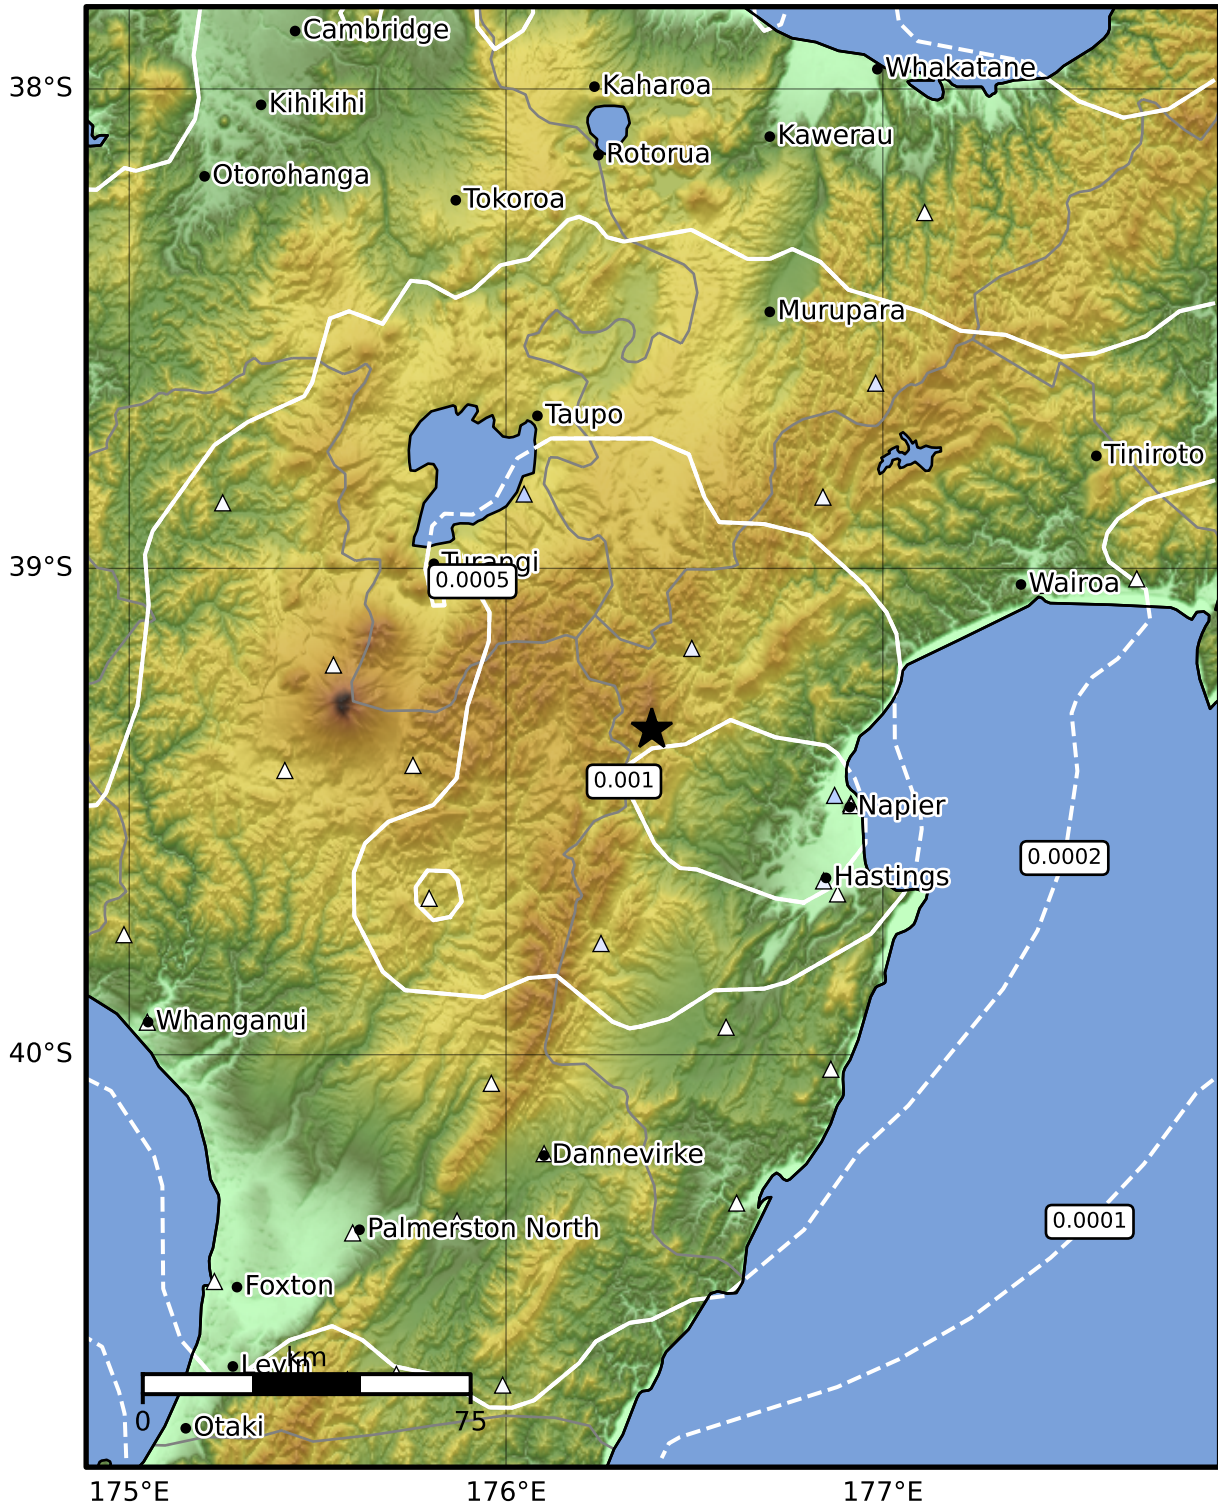 Cambridge
Whakatane
38°S
Kaharoa
Kihikihi
Kawerau
Rotorua
Otorohanga
Tokoroa
Murupara
Taupo
Tiniroto
Turangi
39°S
0.0005
Wairoa
0.001
Napier
0.0002
Hastings
Whanganui
40°S
Dannevirke
0.0001
Palmerston North
Foxton
km
Levin
0
75
Otaki
175°E
176°E
177°E